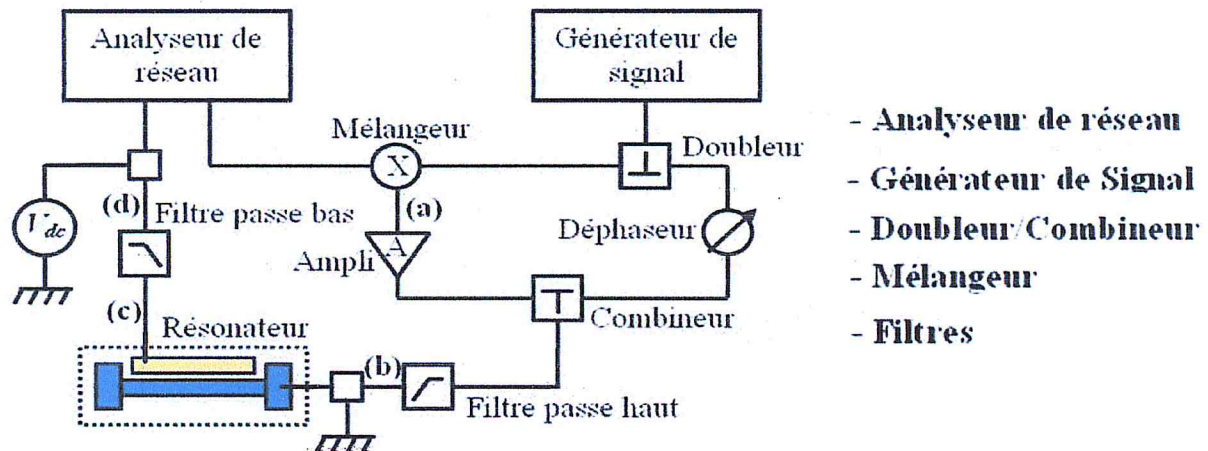 Analyseur de
réseau
Générateur de
signal
Mélangeur
X
Doubleur
(a)
(d)
Filtre passe bas
V_dc
A
Ampli
Déphaseur
Combineur
(c)
Résonateur
(b)
Filtre passe haut
- Analyseur de réseau
- Générateur de Signal
- Doubleur/Combineur
- Mélangeur
- Filtres